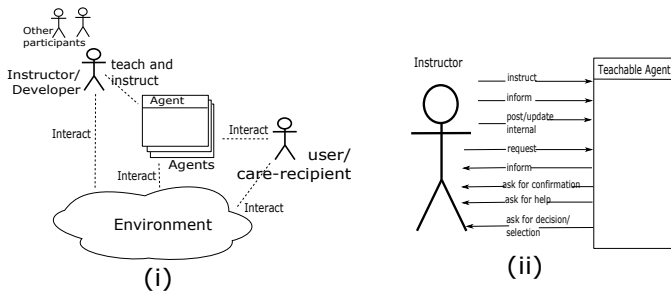 Other
participants
Instructor/
Developer
teach and
instruct
Agent
Agents
Interact
Interact
Interact
Interact
user/
care-recipient
Environment
(i)
Instructor
Teachable Agent
instruct
inform
post/update
internal
request
inform
ask for confirmation
ask for help
ask for decision/
selection
(ii)